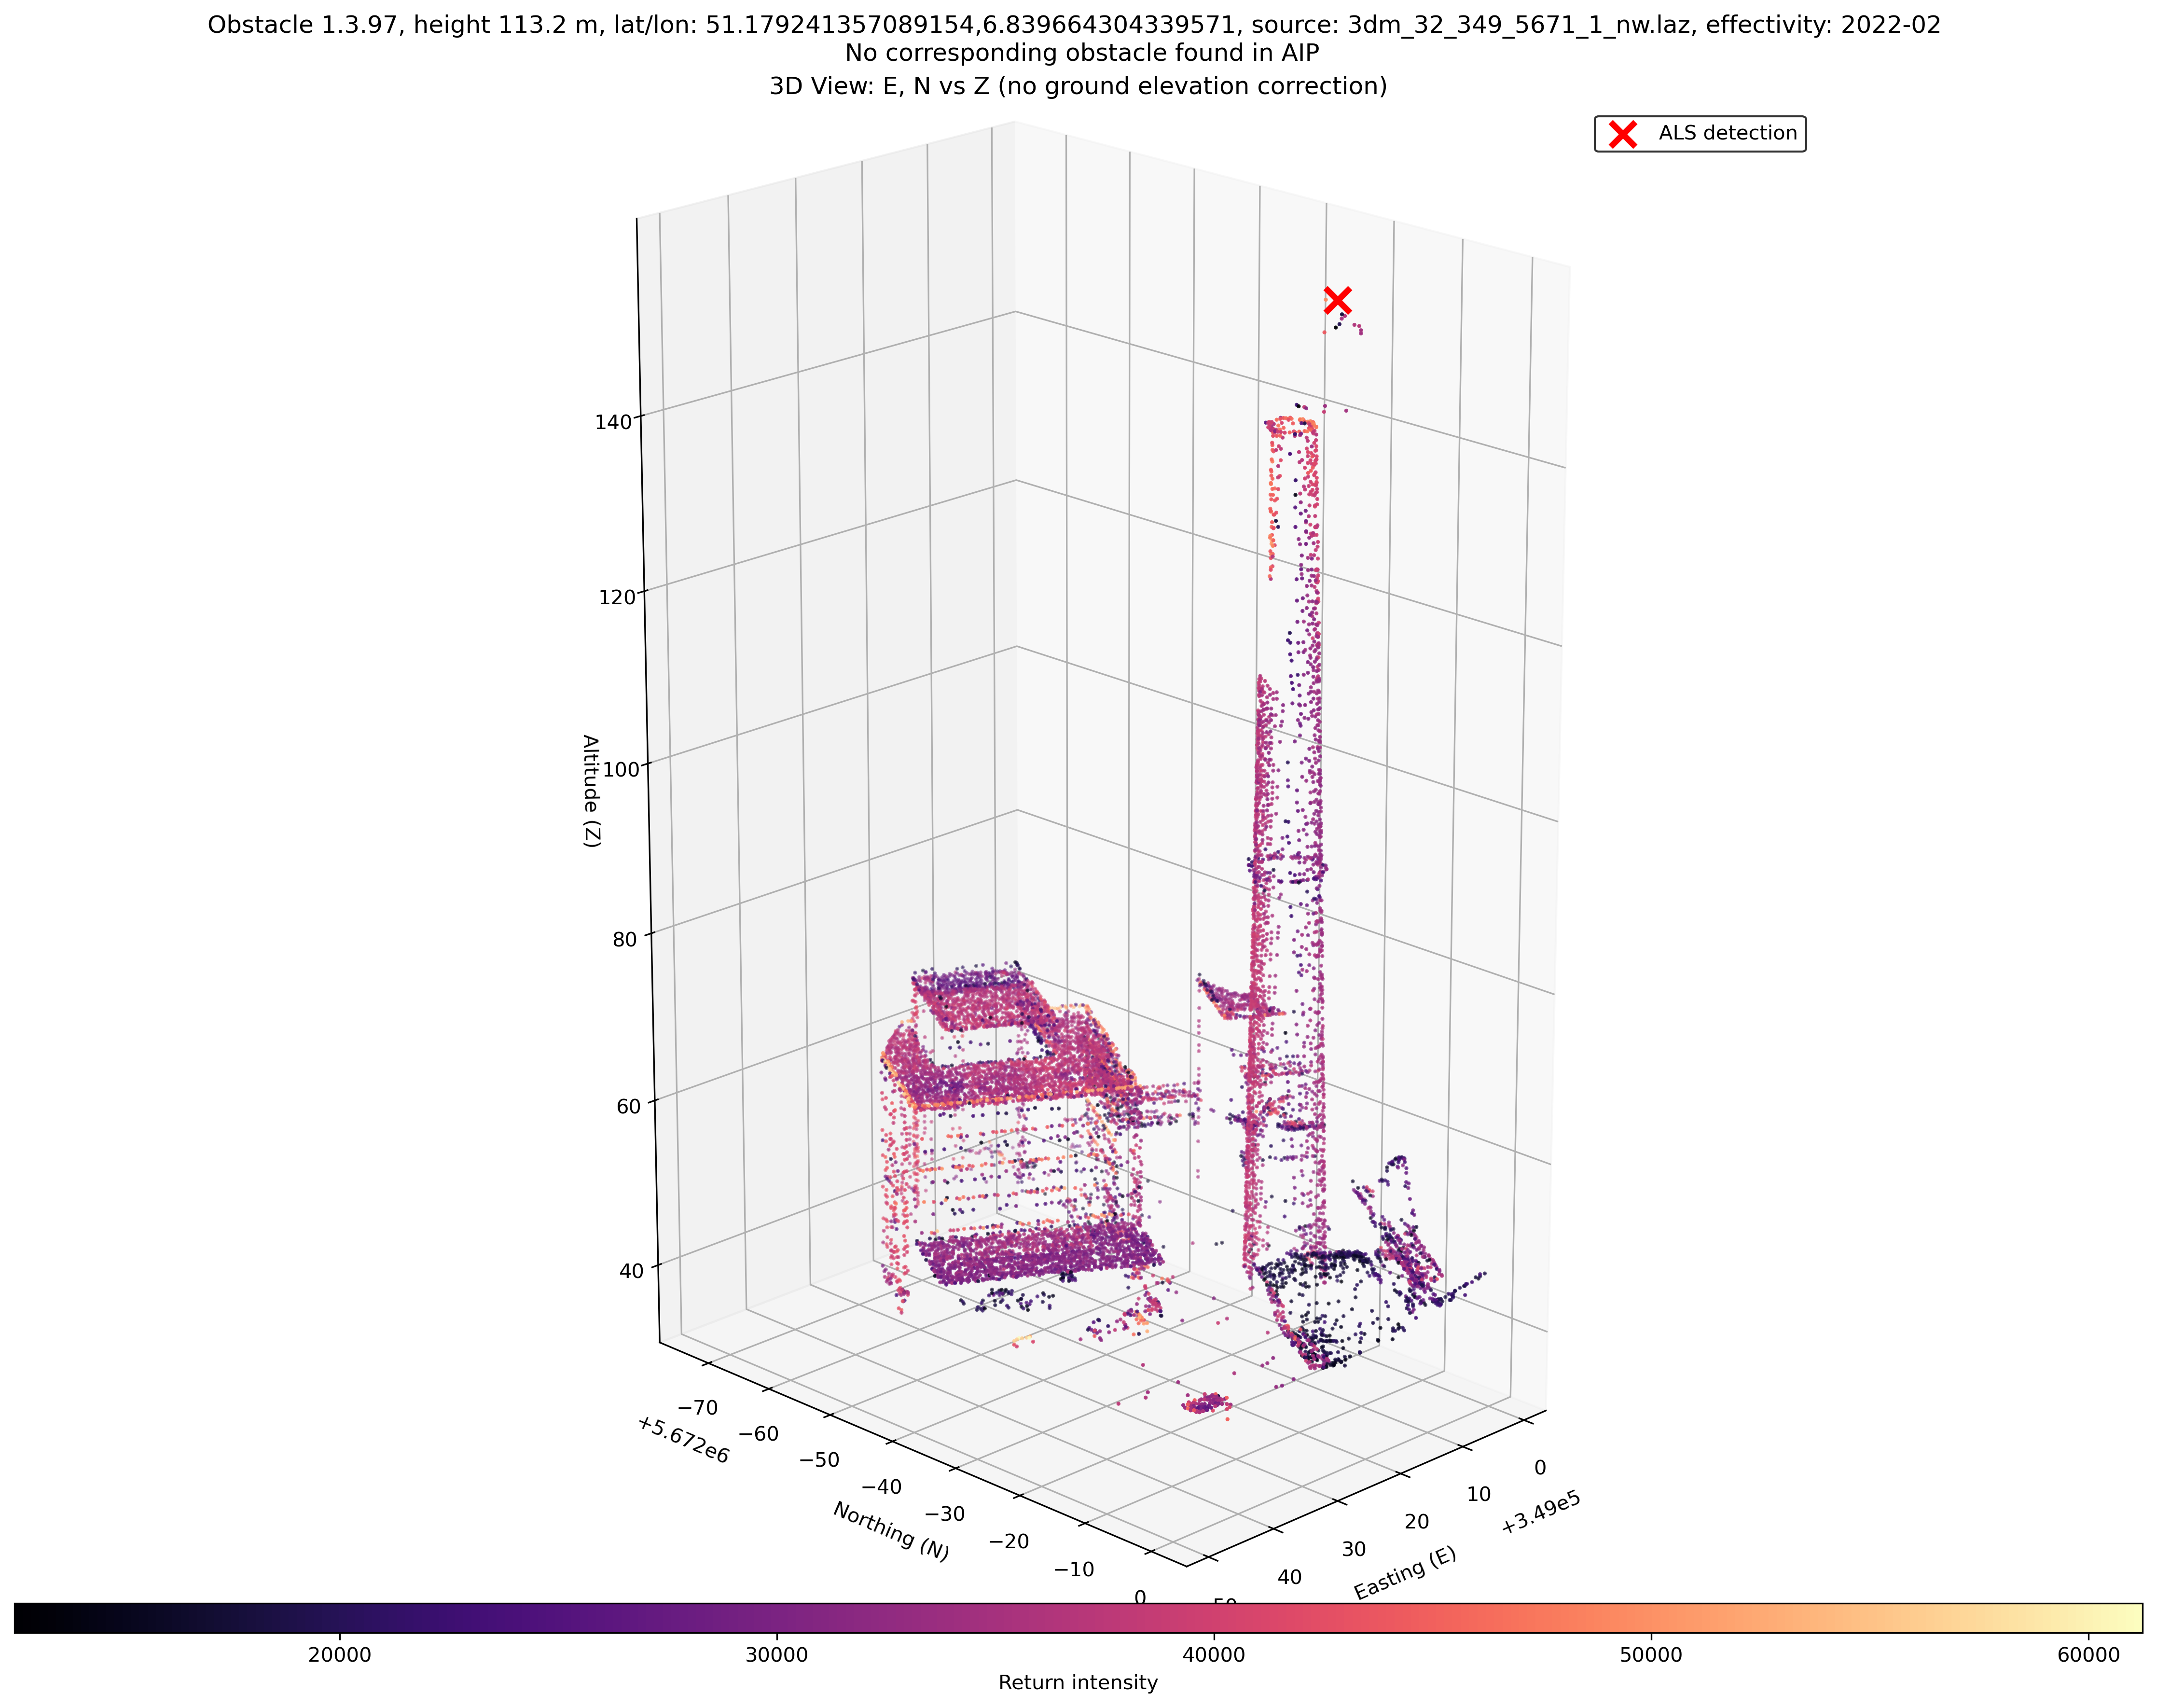 Obstacle 1.3.97, height 113.2 m, lat/lon: 51.179241357089154,6.839664304339571, source: 3dm_32_349_5671_1_nw.laz, effectivity: 2022-02
No corresponding obstacle found in AIP
3D View: E, N vs Z (no ground elevation correction)
ALS detection
140
120
100
80
60
40
Altitude (Z)
−70
−60
−50
−40
−30
−20
−10
0
+5.672e6
Northing (N)
0
10
20
30
40
50
+3.49e5
Easting (E)
20000
30000
40000
50000
60000
Return intensity